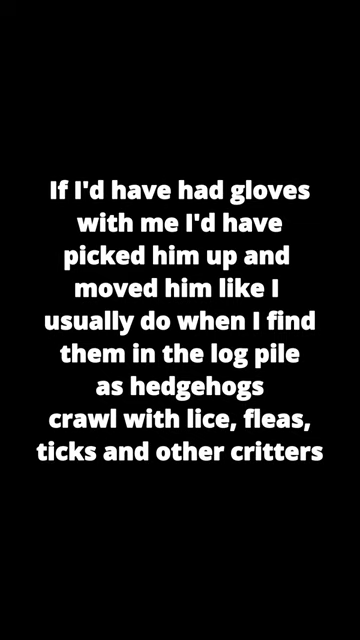 If I'd have had gloves
with me I'd have
picked him up and
moved him like I
usually do when I find
them in the log pile
as hedgehogs
crawl with lice, fleas,
ticks and other critters